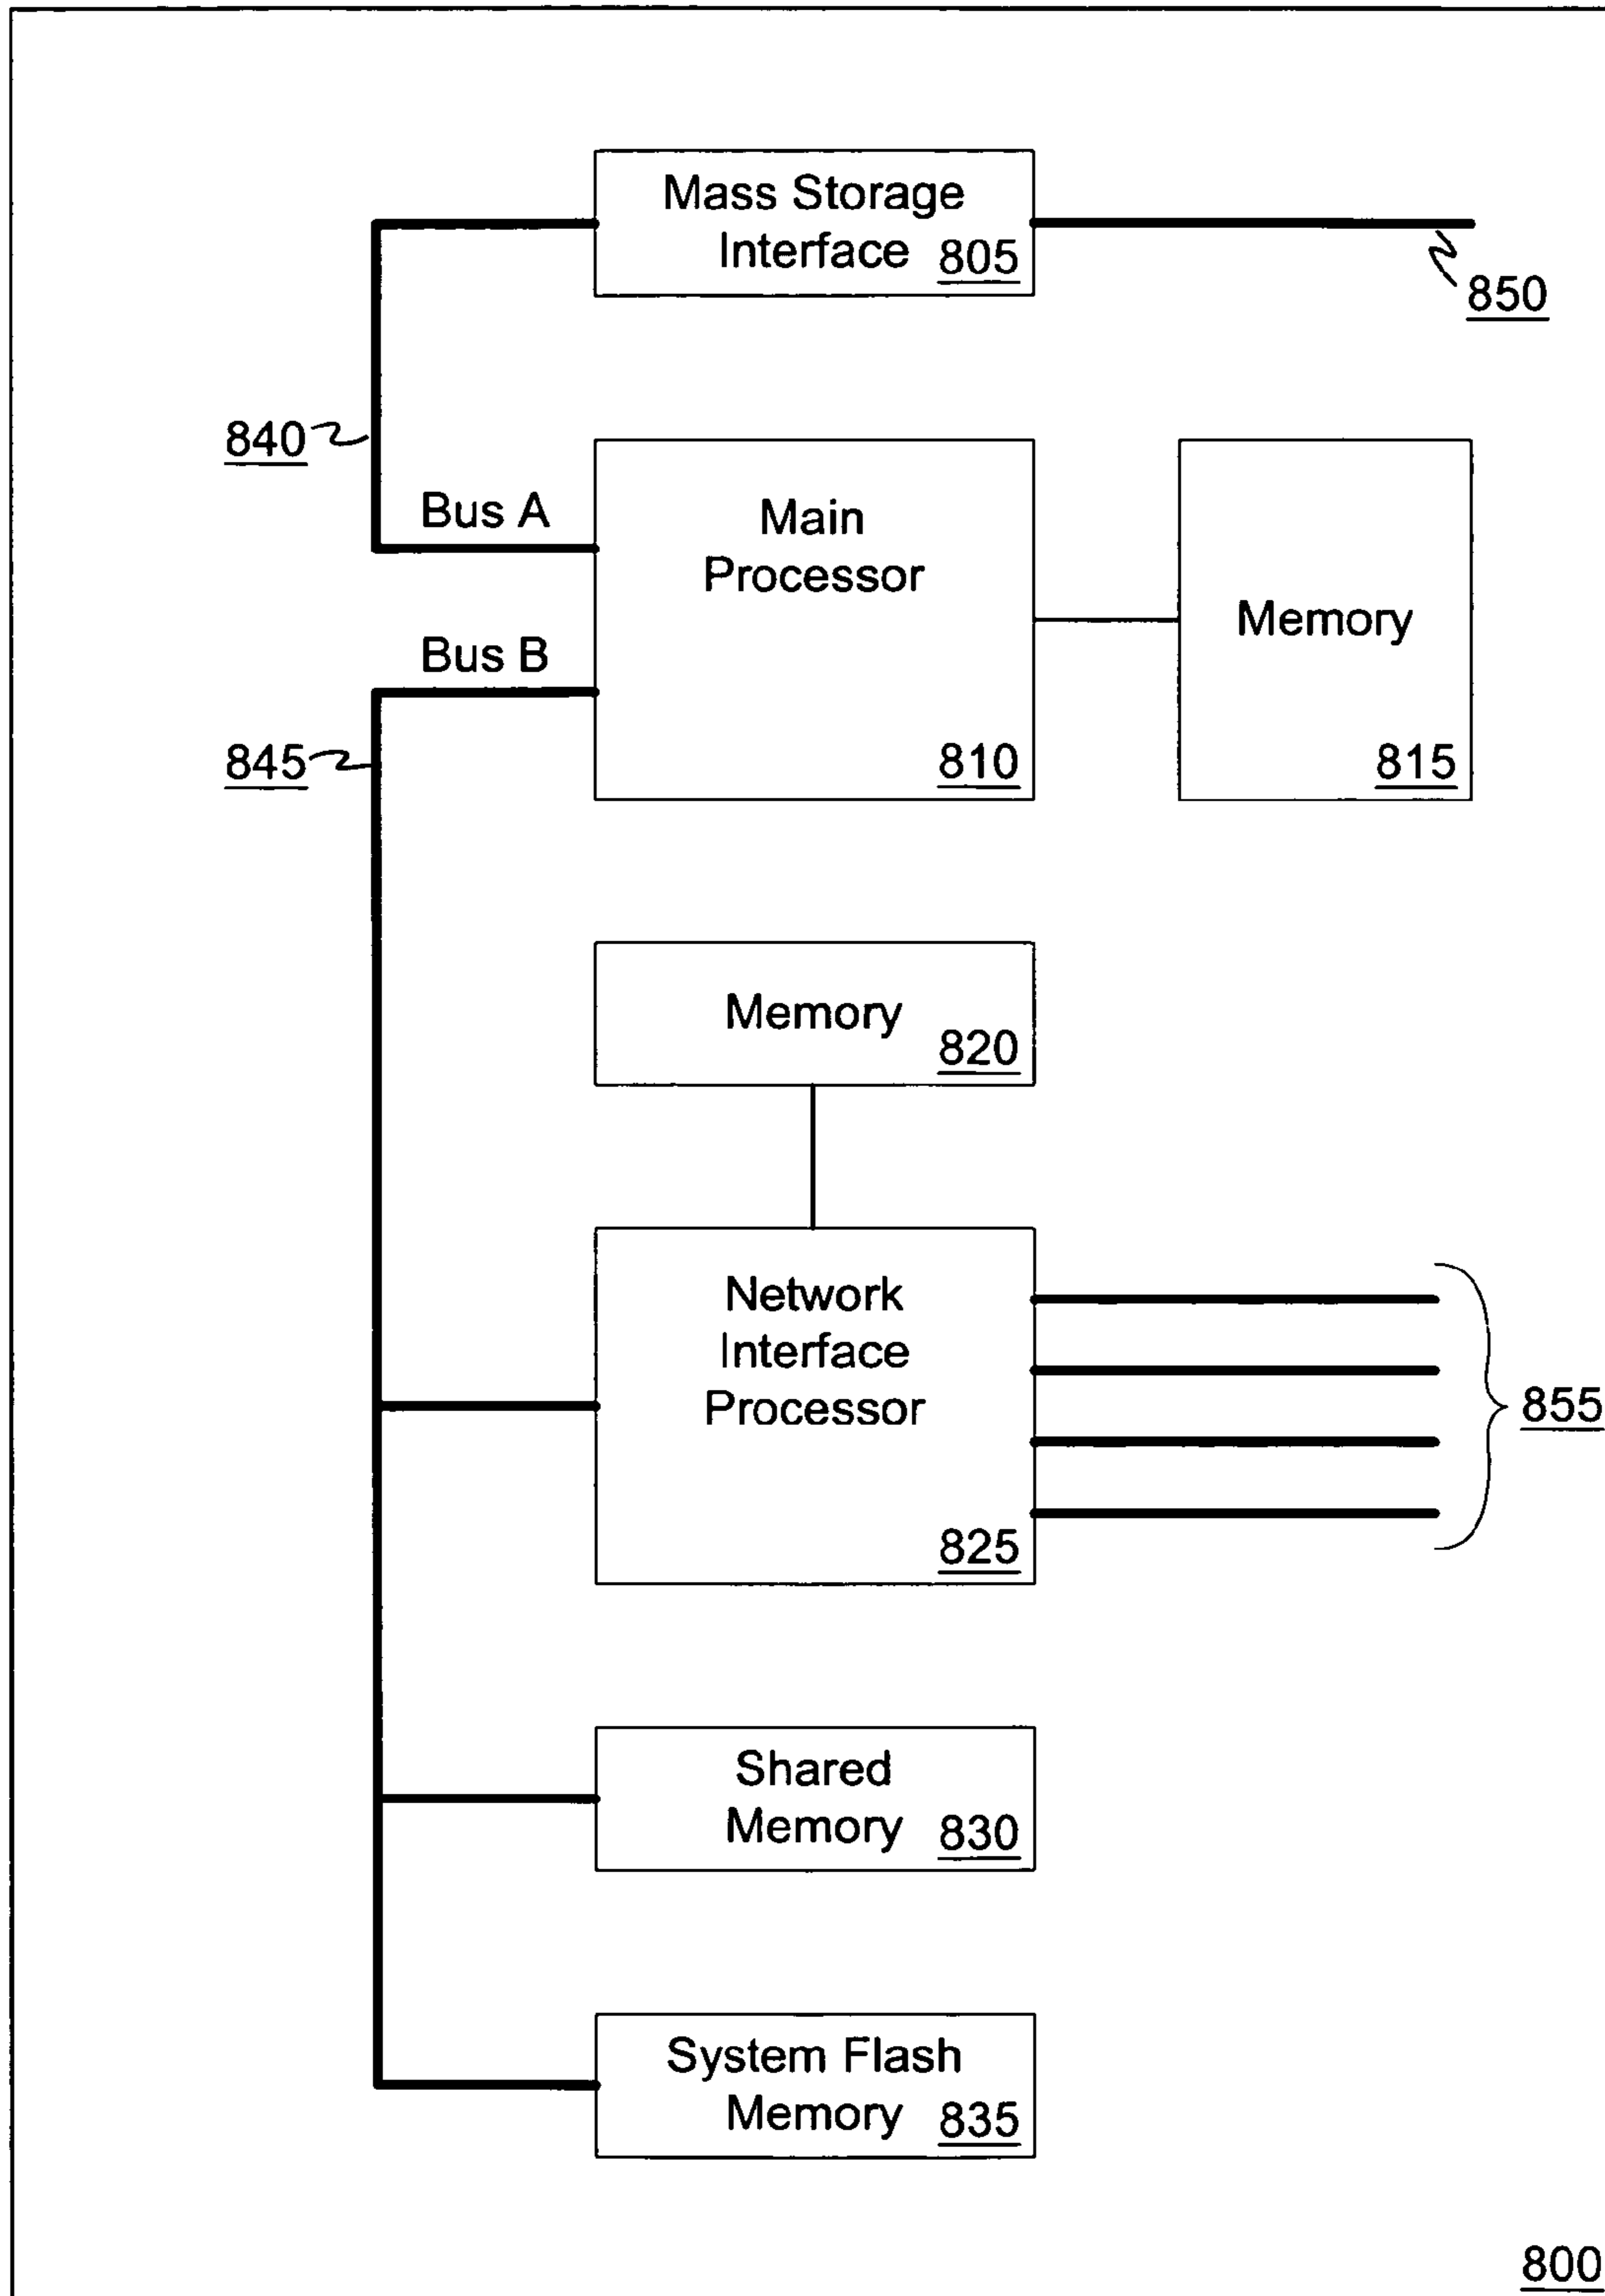 Mass Storage
Interface 805
850
840
Bus A
Main
Processor
Memory
Bus B
845
810
815
Memory
820
Network
Interface
Processor
855
825
Shared
Memory 830
System Flash
Memory 835
800